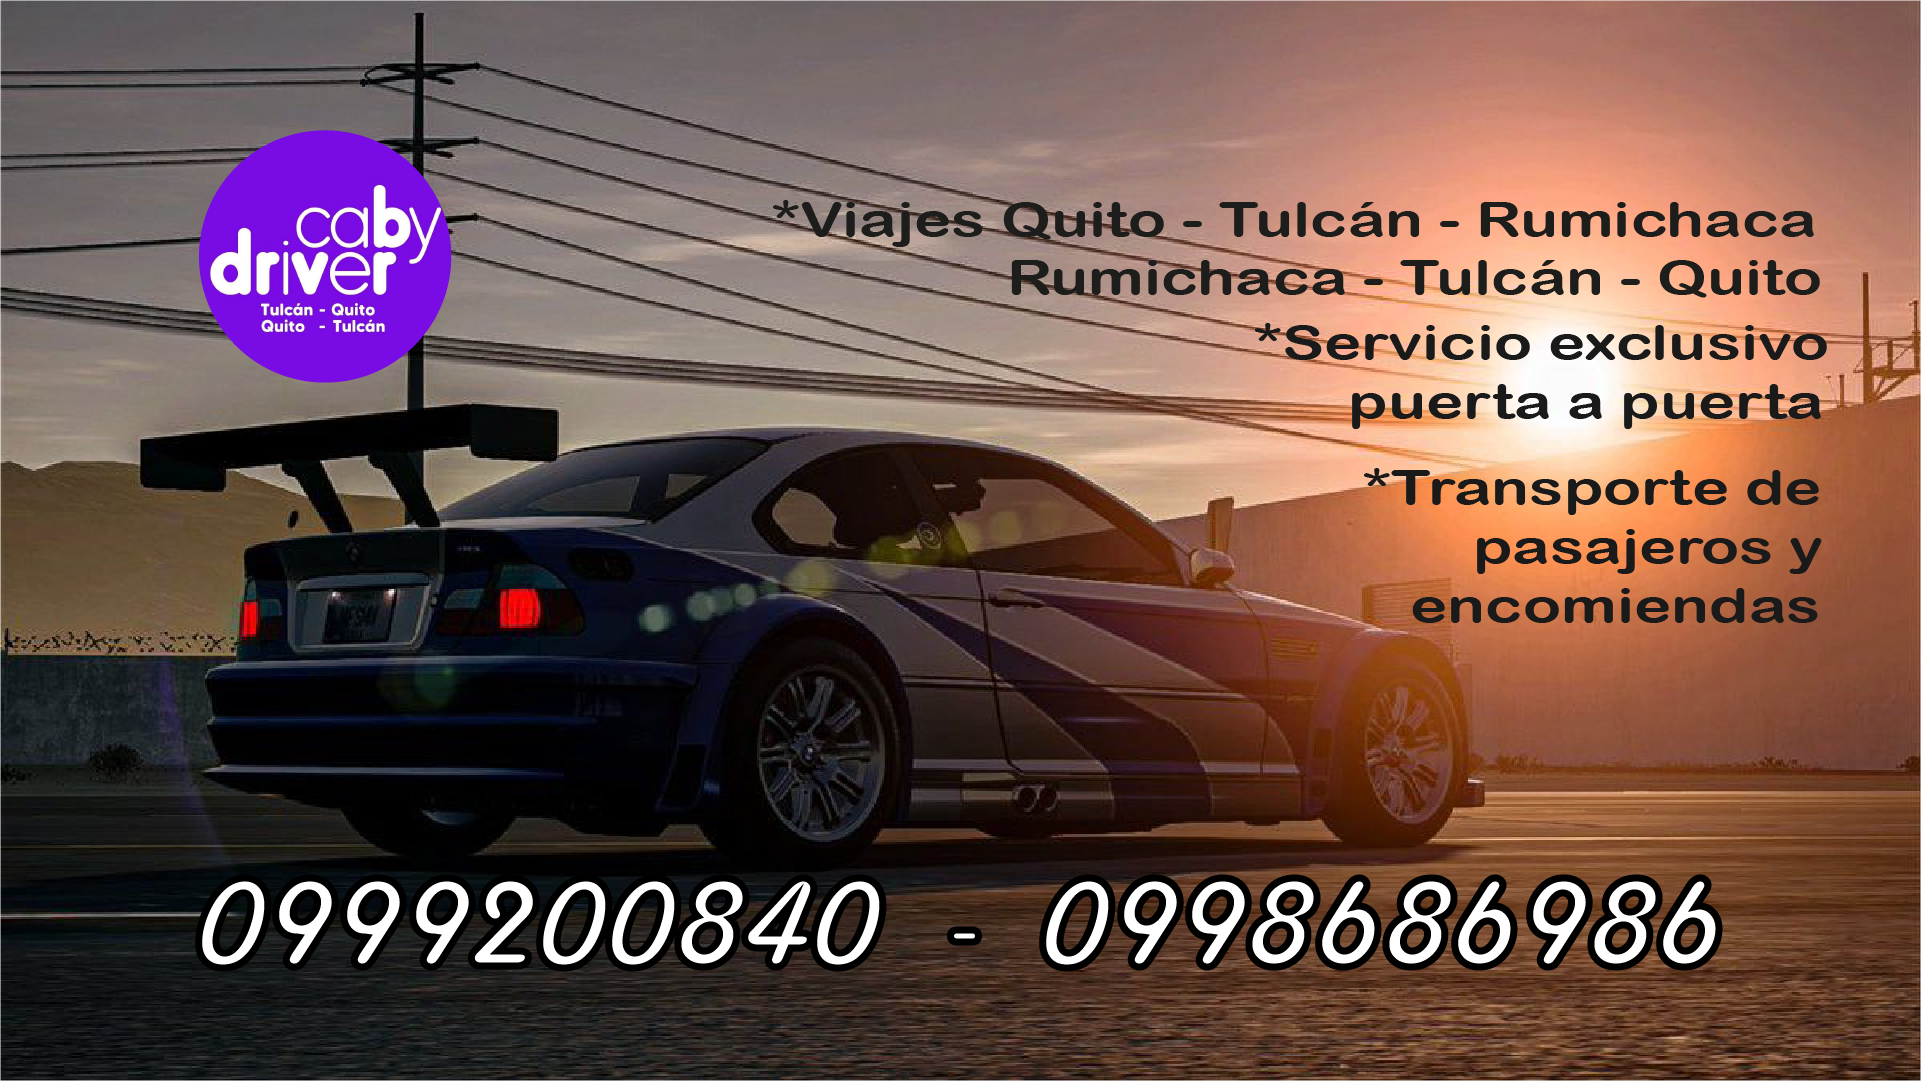 caby
driver
Tulcán - Quito
Quito - Tulcán
*Viajes Quito - Tulcán - Rumichaca
Rumichaca - Tulcán - Quito
*Servicio exclusivo
puerta a puerta
*Transporte de
pasajeros y
encomiendas
0999200840 - 0998686986